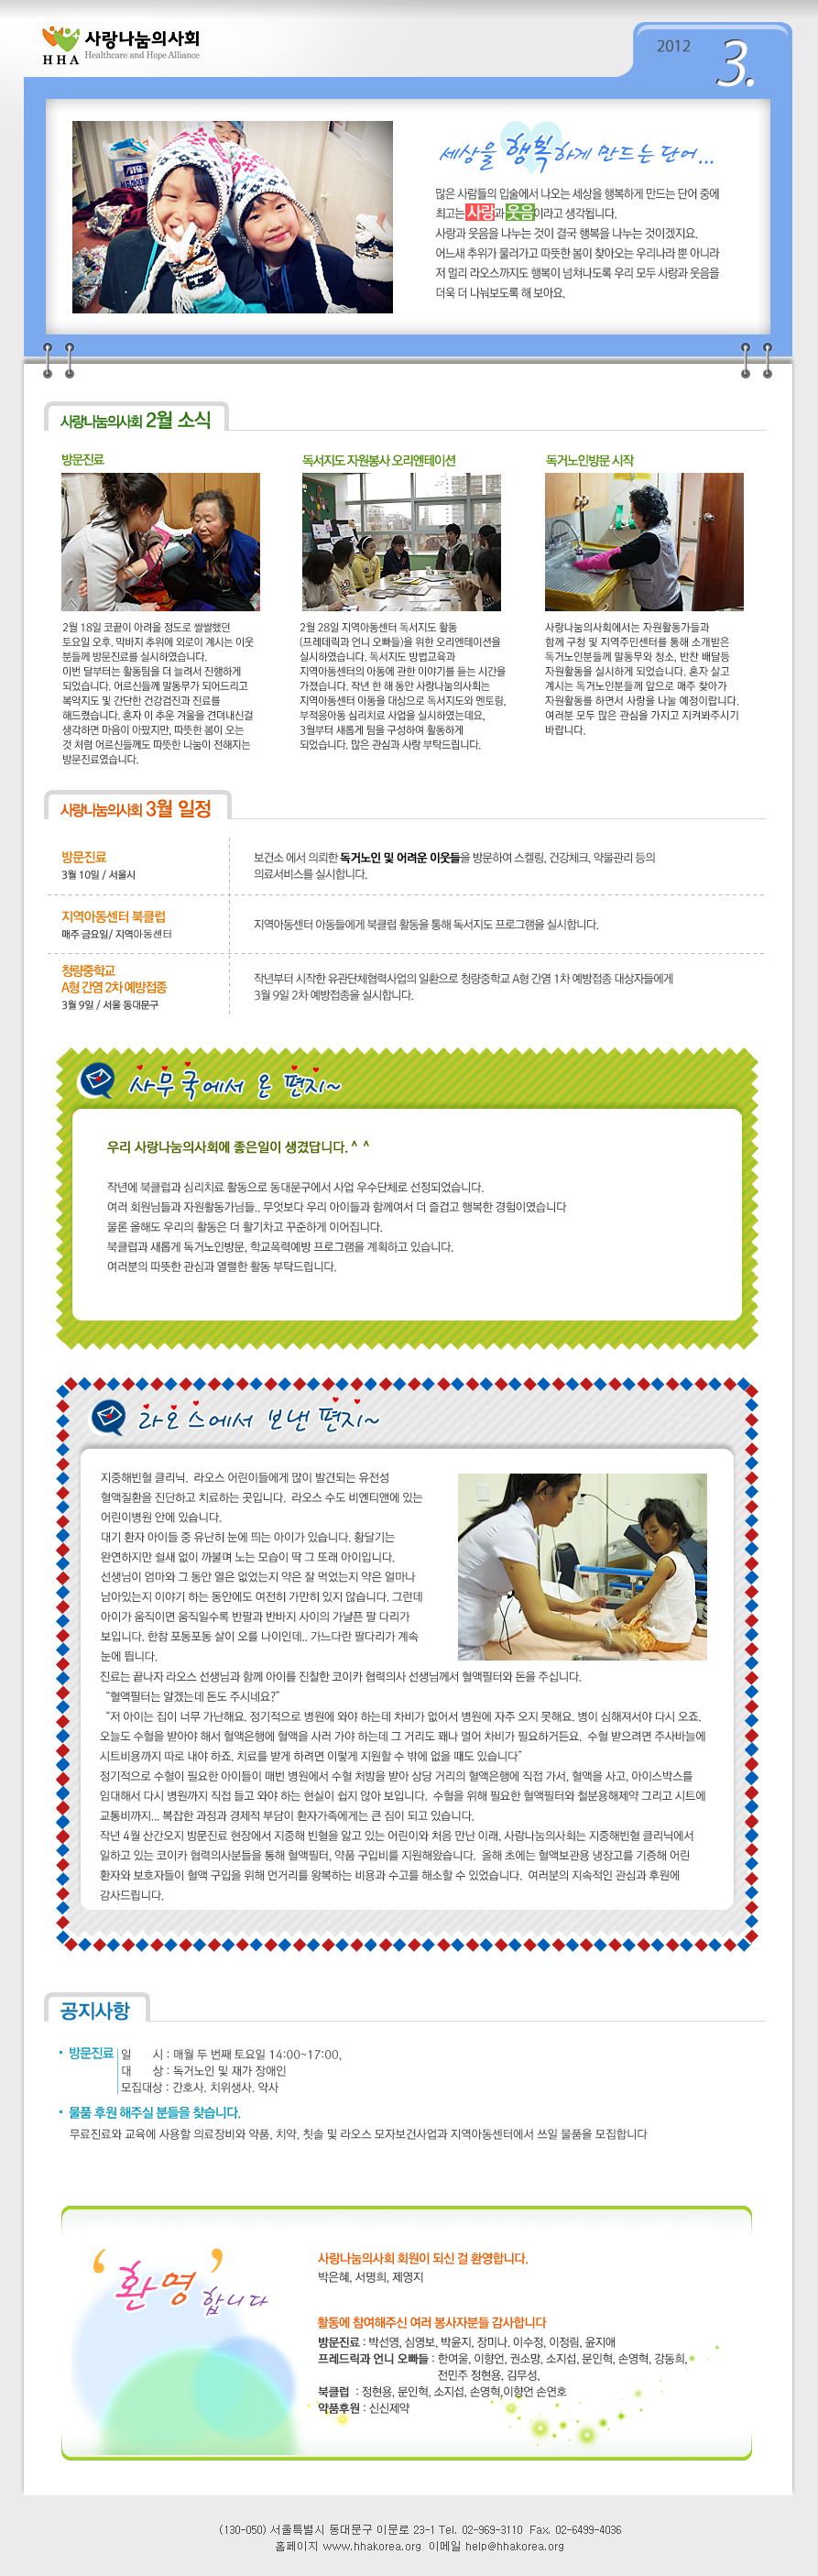 사랑나눔의사회
HHA Healthcare and Hope Alliance
2012 3.
세상을 행복하게 만드는 단어...
많은 사람들의 입술에서 나오는 세상을 행복하게 만드는 단어 중에
최고는 사랑과 웃음이라고 생각됩니다.
사랑과 웃음을 나누는 것이 결국 행복을 나누는 것이겠지요.
어느새 추위가 물러가고 따뜻한 봄이 찾아오는 우리나라 뿐 아니라
저 멀리 라오스까지도 행복이 넘쳐나도록 우리 모두 사랑과 웃음을
더욱 더 나눠보도록 해 보아요.
사랑나눔의사회 2월 소식
방문진료
2월 18일 코끝이 아려올 정도로 쌀쌀했던
토요일 오후, 막바지 추위에 외로이 계시는 이웃
분들께 방문진료를 실시하였습니다.
이번 달부터는 활동팀을 더 늘려서 진행하게
되었습니다. 어르신들께 말동무가 되어드리고
복약지도 및 간단한 건강검진과 진료를
해드렸습니다. 혼자 이 추운 겨울을 견뎌내신걸
생각하면 마음이 아팠지만, 따뜻한 봄이 오는
것 처럼 어르신들께도 따뜻한 나눔이 전해지는
방문진료였습니다.
독서지도 자원봉사 오리엔테이션
2월 28일 지역아동센터 독서지도 활동
(프레데릭과 언니 오빠들)을 위한 오리엔테이션을
실시하였습니다. 독서지도 방법교육과
지역아동센터의 아동에 관한 이야기를 듣는 시간을
가졌습니다. 작년 한 해 동안 사랑나눔의사회는
지역아동센터 아동을 대상으로 독서지도와 멘토링,
부적응아동 심리치료 사업을 실시하였는데요,
3월부터 새롭게 팀을 구성하여 활동하게
되었습니다. 많은 관심과 사랑 부탁드립니다.
독거노인방문 시작
사랑나눔의사회에서는 자원활동가들과
함께 구청 및 지역주민센터를 통해 소개받은
독거노인분들께 말동무와 청소, 반찬 배달등
자원활동을 실시하게 되었습니다. 혼자 살고
계시는 독거노인분들께 앞으로 매주 찾아가
자원활동를 하면서 사랑을 나눌 예정이랍니다.
여러분 모두 많은 관심을 가지고 지켜봐주시기
바랍니다.
사랑나눔의사회 3월 일정
방문진료
3월 10일 / 서울시
보건소 에서 의뢰한 독거노인 및 어려운 이웃들을 방문하여 스켈링, 건강체크, 약물관리 등의
의료서비스를 실시합니다.
지역아동센터 북클럽
매주 금요일/ 지역아동센터
지역아동센터 아동들에게 북클럽 활동을 통해 독서지도 프로그램을 실시합니다.
청량중학교
A형 간염 2차 예방접종
3월 9일 / 서울 동대문구
작년부터 시작한 유관단체협력사업의 일환으로 청량중학교 A형 간염 1차 예방접종 대상자들에게
3월 9일 2차 예방접종을 실시합니다.
사무국에서 온 편지~
우리 사랑나눔의사회에 좋은일이 생겼답니다. ^ ^
작년에 북클럽과 심리치료 활동으로 동대문구에서 사업 우수단체로 선정되었습니다.
여러 회원님들과 자원활동가님들.. 무엇보다 우리 아이들과 함께여서 더 즐겁고 행복한 경험이였습니다
물론 올해도 우리의 활동은 더 활기차고 꾸준하게 이어집니다.
북클럽과 새롭게 독거노인방문, 학교폭력예방 프로그램을 계획하고 있습니다.
여러분의 따뜻한 관심과 열렬한 활동 부탁드립니다.
라오스에서 보낸 편지~
지중해빈혈 클리닉. 라오스 어린이들에게 많이 발견되는 유전성
혈액질환을 진단하고 치료하는 곳입니다. 라오스 수도 비엔티앤에 있는
어린이병원 안에 있습니다.
대기 환자 아이들 중 유난히 눈에 띄는 아이가 있습니다. 황달기는
완연하지만 쉴새 없이 까불며 노는 모습이 딱 그 또래 아이입니다.
선생님이 엄마와 그 동안 열은 없었는지 약은 잘 먹었는지 약은 얼마나
남아있는지 이야기 하는 동안에도 여전히 가만히 있지 않습니다. 그런데
아이가 움직이면 움직일수록 반팔과 반바지 사이의 가냘픈 팔 다리가
보입니다. 한참 포동포동 살이 오를 나이인데.. 가느다란 팔다리가 계속
눈에 띕니다.
진료는 끝나자 라오스 선생님과 함께 아이를 진찰한 코이카 협력의사 선생님께서 혈액필터와 돈을 주십니다.
“혈액필터는 알겠는데 돈도 주시네요?”
“저 아이는 집이 너무 가난해요. 정기적으로 병원에 와야 하는데 차비가 없어서 병원에 자주 오지 못해요. 병이 심해져서야 다시 오죠.
오늘도 수혈을 받아야 해서 혈액은행에 혈액을 사러 가야 하는데 그 거리도 꽤나 멀어 차비가 필요하거든요. 수혈 받으려면 주사바늘에
시트비용까지 따로 내야 하죠. 치료를 받게 하려면 이렇게 지원할 수 밖에 없을 때도 있습니다”
정기적으로 수혈이 필요한 아이들이 매번 병원에서 수혈 처방을 받아 상당 거리의 혈액은행에 직접 가서, 혈액을 사고, 아이스박스를
임대해서 다시 병원까지 직접 들고 와야 하는 현실이 쉽지 않아 보입니다. 수혈을 위해 필요한 혈액필터와 철분용해제약 그리고 시트에
교통비까지... 복잡한 과정과 경제적 부담이 환자가족에게는 큰 짐이 되고 있습니다.
작년 4월 산간오지 방문진료 현장에서 지중해 빈혈을 앓고 있는 어린이와 처음 만난 이래, 사랑나눔의사회는 지중해빈혈 클리닉에서
일하고 있는 코이카 협력의사분들을 통해 혈액필터, 약품 구입비를 지원해왔습니다. 올해 초에는 혈액보관용 냉장고를 기증해 어린
환자와 보호자들이 혈액 구입을 위해 먼거리를 왕복하는 비용과 수고를 해소할 수 있었습니다. 여러분의 지속적인 관심과 후원에
감사드립니다.
공지사항
방문진료
일 시 : 매월 두 번째 토요일 14:00~17:00,
대 상 : 독거노인 및 재가 장애인
모집대상 : 간호사, 치위생사, 약사
물품 후원 해주실 분들을 찾습니다.
무료진료와 교육에 사용할 의료장비와 약품, 치약, 칫솔 및 라오스 모자보건사업과 지역아동센터에서 쓰일 물품을 모집합니다
‘환영’합니다
사랑나눔의사회 회원이 되신 걸 환영합니다.
박은혜, 서명희, 제영지
활동에 참여해주신 여러 봉사자분들 감사합니다
방문진료 : 박선영, 심영보, 박윤지, 장미나, 이수정, 이정림, 윤지애
프레드릭과 언니 오빠들 : 한여울, 이향언, 권소망, 소지섭, 문인혁, 손영혁, 강동희,
전민주 정현용, 김무성,
북클럽 : 정현용, 문인혁, 소지섭, 손영혁,이향언 손연호
약품후원 : 신신제약
(130-050) 서울특별시 동대문구 이문로 23-1 Tel. 02-969-3110 Fax. 02-6499-4036
홈페이지 www.hhakorea.org 이메일 help@hhakorea.org